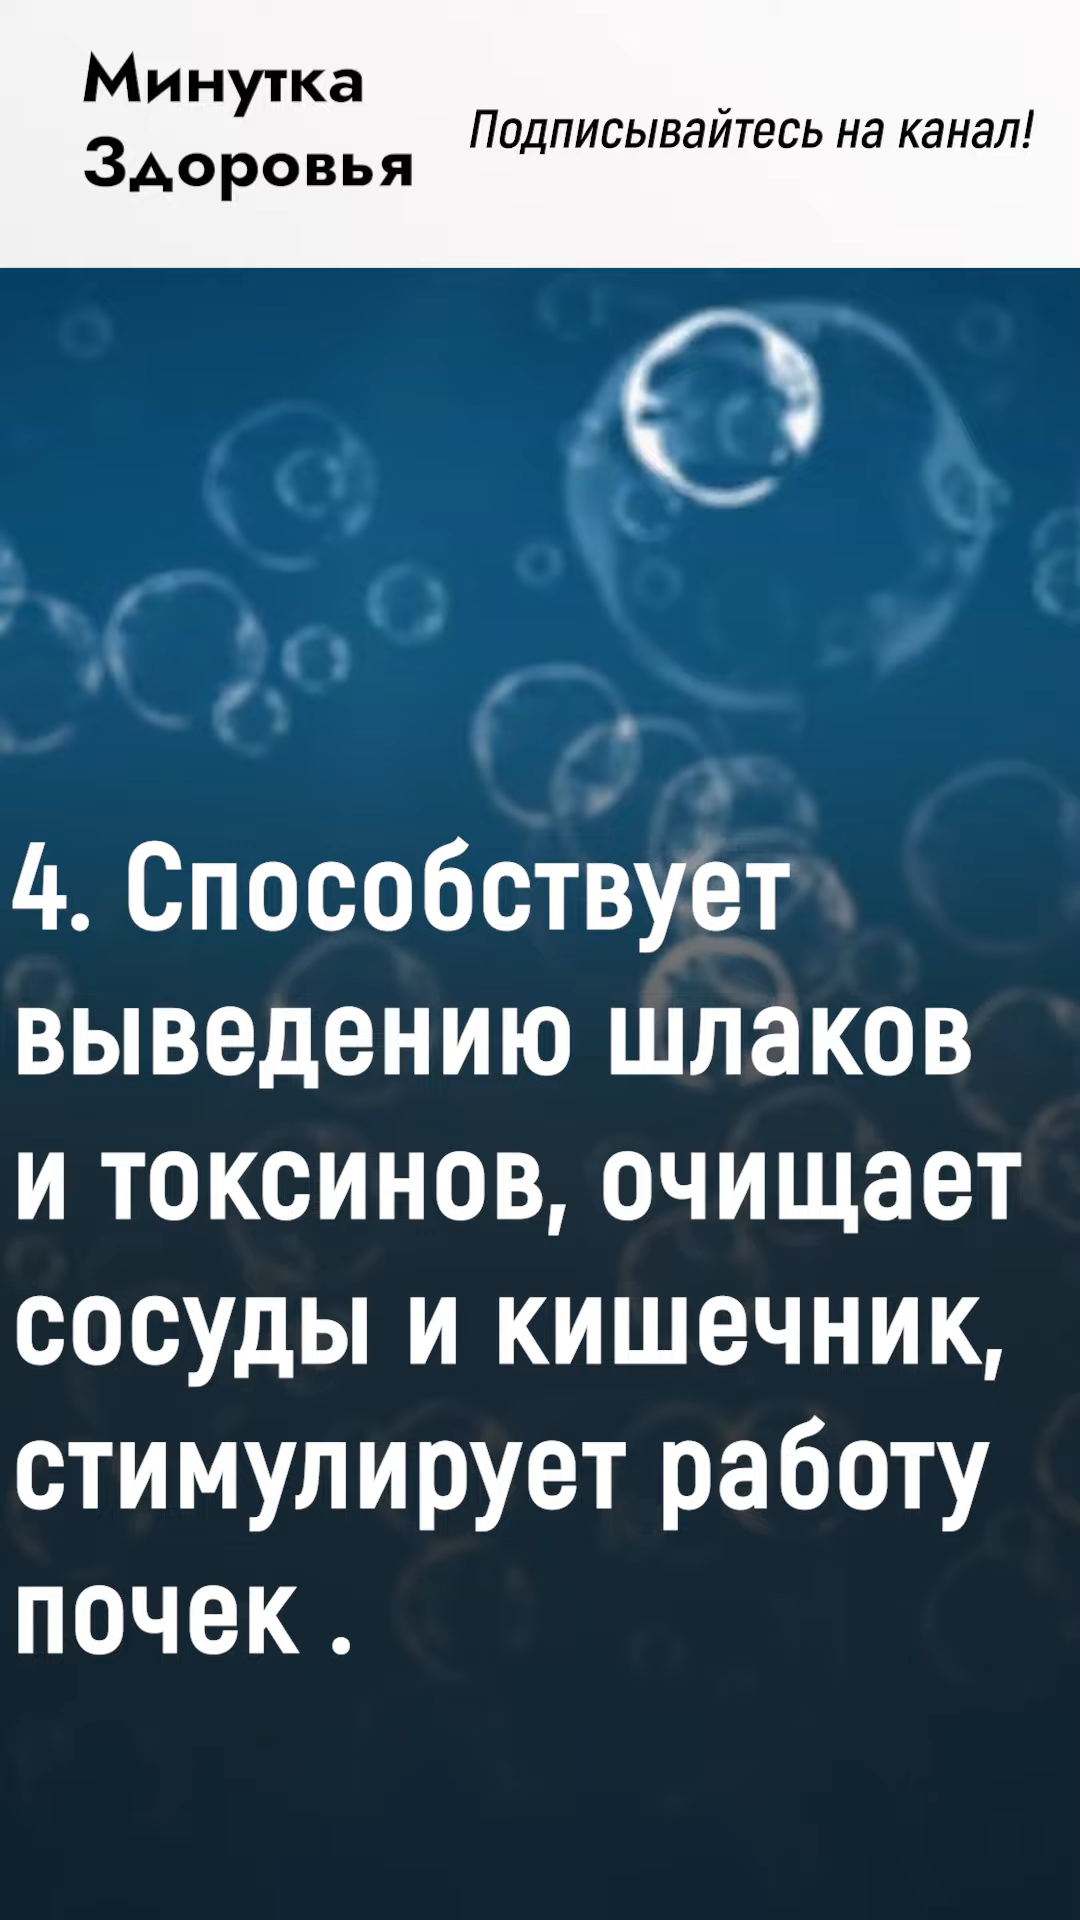 Минутка
Здоровья
Подписывайтесь на канал!
4. Способствует
выведению шлаков
и токсинов, очищает
сосуды и кишечник,
стимулирует работу
почек .